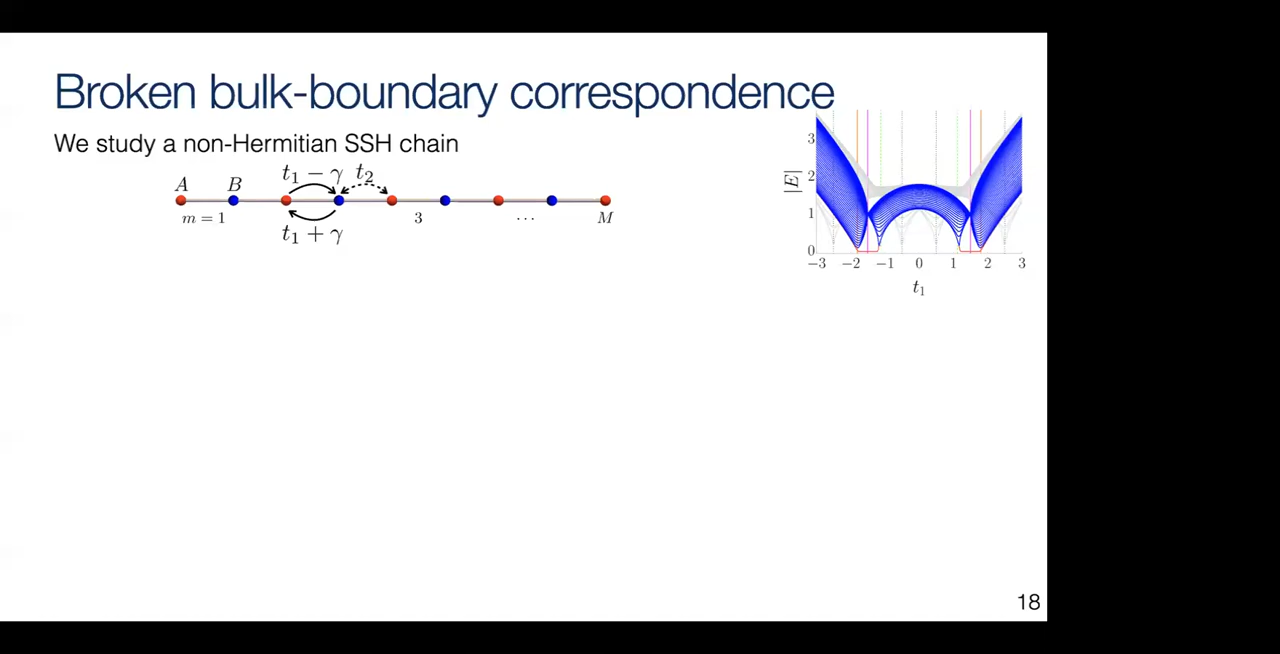 Broken bulk-boundary correspondence
We study a non-Hermitian SSH chain
A B t₁ − γ t₂
m = 1 3 ... M
t₁ + γ
|E|
3
2
1
0
−3 −2 −1 0 1 2 3
t₁
18